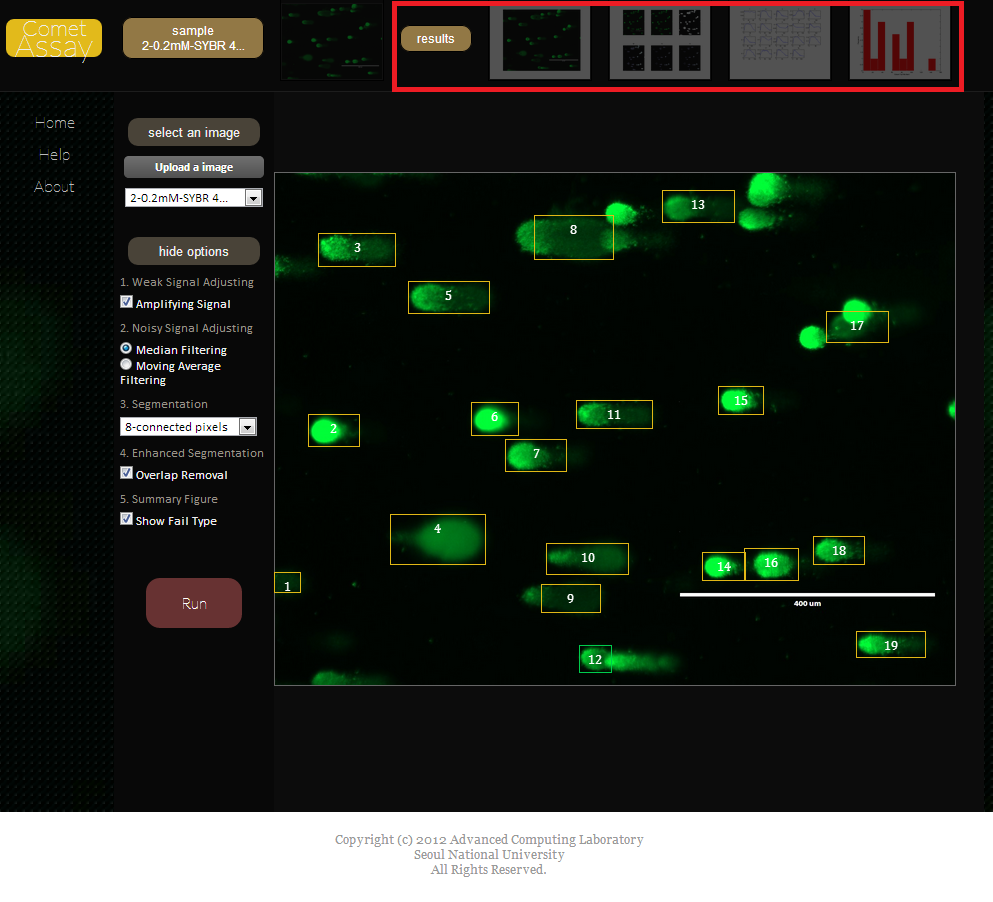 Comet
Assay
sample
2-0.2mM-SYBR 4...
results
Home
Help
About
select an image
Upload a image
2-0.2mM-SYBR 4...
hide options
1. Weak Signal Adjusting
Amplifying Signal
2. Noisy Signal Adjusting
Median Filtering
Moving Average
Filtering
3. Segmentation
8-connected pixels
4. Enhanced Segmentation
Overlap Removal
5. Summary Figure
Show Fail Type
Run
13
8
3
5
17
15
11
6
2
7
4
18
10
16
14
1
9
400 um
19
12
Copyright (c) 2012 Advanced Computing Laboratory
Seoul National University
All Rights Reserved.